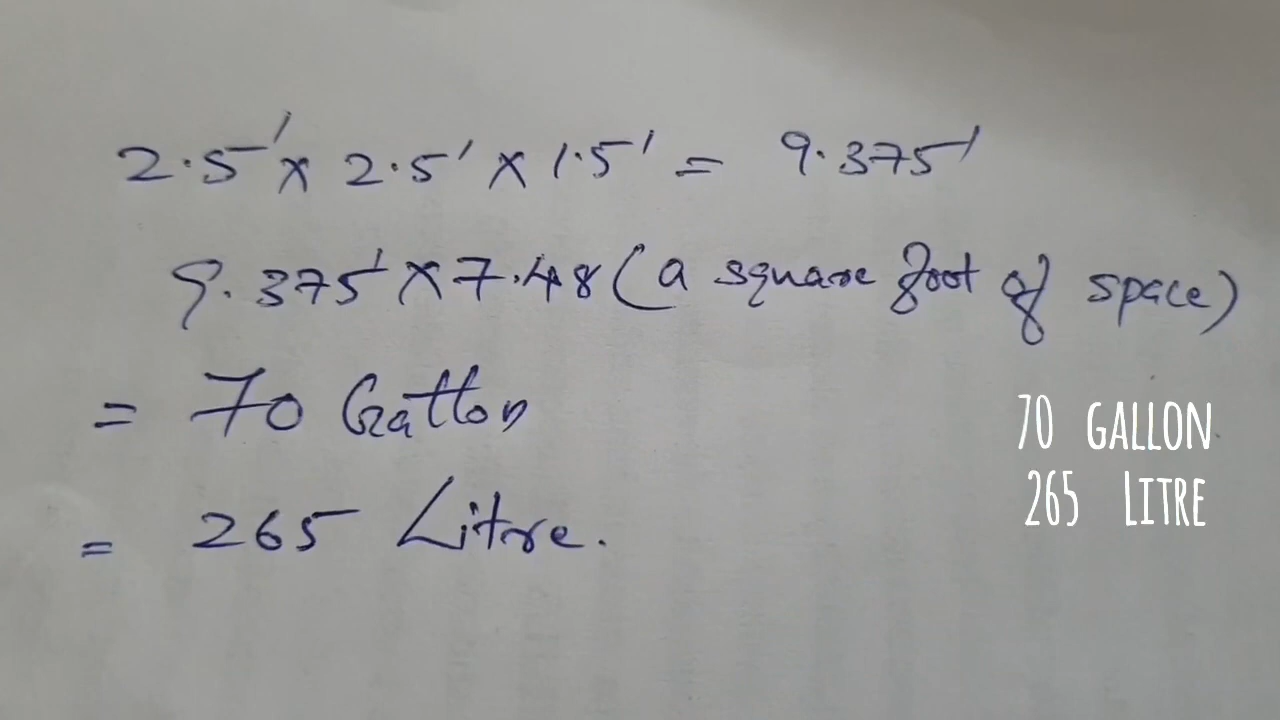 2.5' x 2.5' x 1.5' = 9.375'
9.375' x 7.48 (a square foot of space)
= 70 Gallon
= 265 Litre.
70 GALLON
265 LITRE